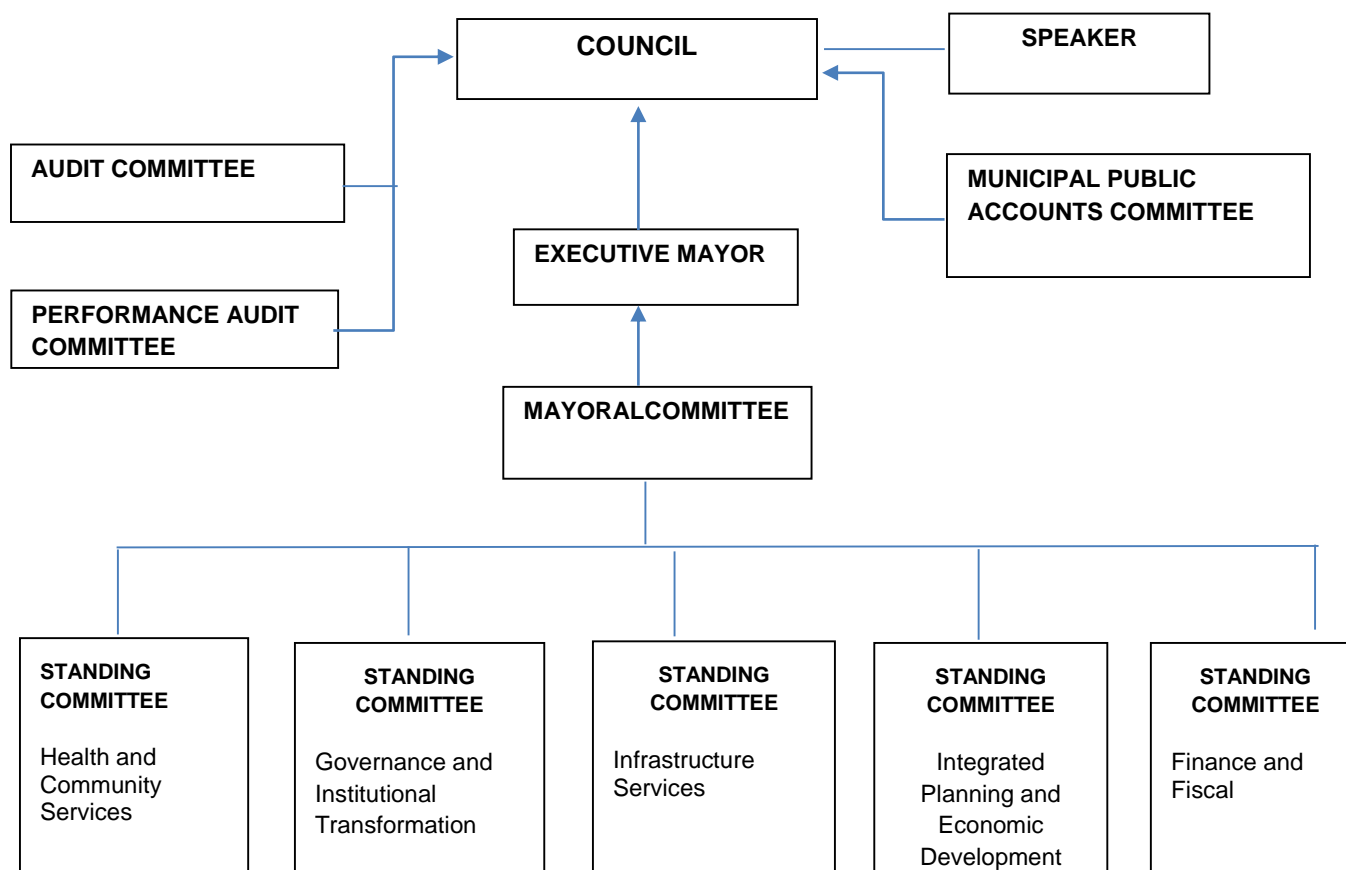 COUNCIL
SPEAKER
AUDIT COMMITTEE
MUNICIPAL PUBLIC
ACCOUNTS COMMITTEE
EXECUTIVE MAYOR
PERFORMANCE AUDIT
COMMITTEE
MAYORALCOMMITTEE
STANDING
COMMITTEE
Health and
Community
Services
STANDING
COMMITTEE
Governance and
Institutional
Transformation
STANDING
COMMITTEE
Infrastructure
Services
STANDING
COMMITTEE
Integrated
Planning and
Economic
Development
STANDING
COMMITTEE
Finance and
Fiscal